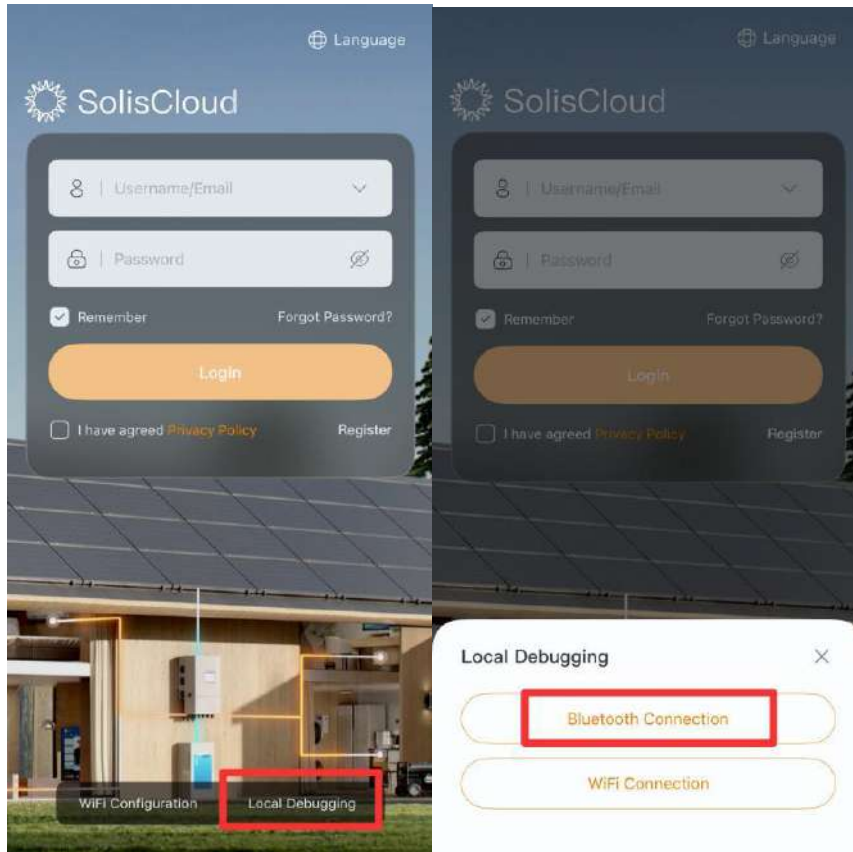 Language
SolisCloud
Username/Email
Password
Remember Forgot Password?
Login
I have agreed Privacy Policy Register
WiFi Configuration Local Debugging
Language
SolisCloud
Username/Email
Password
Remember Forgot Password?
Login
I have agreed Privacy Policy Register
Local Debugging
Bluetooth Connection
WiFi Connection